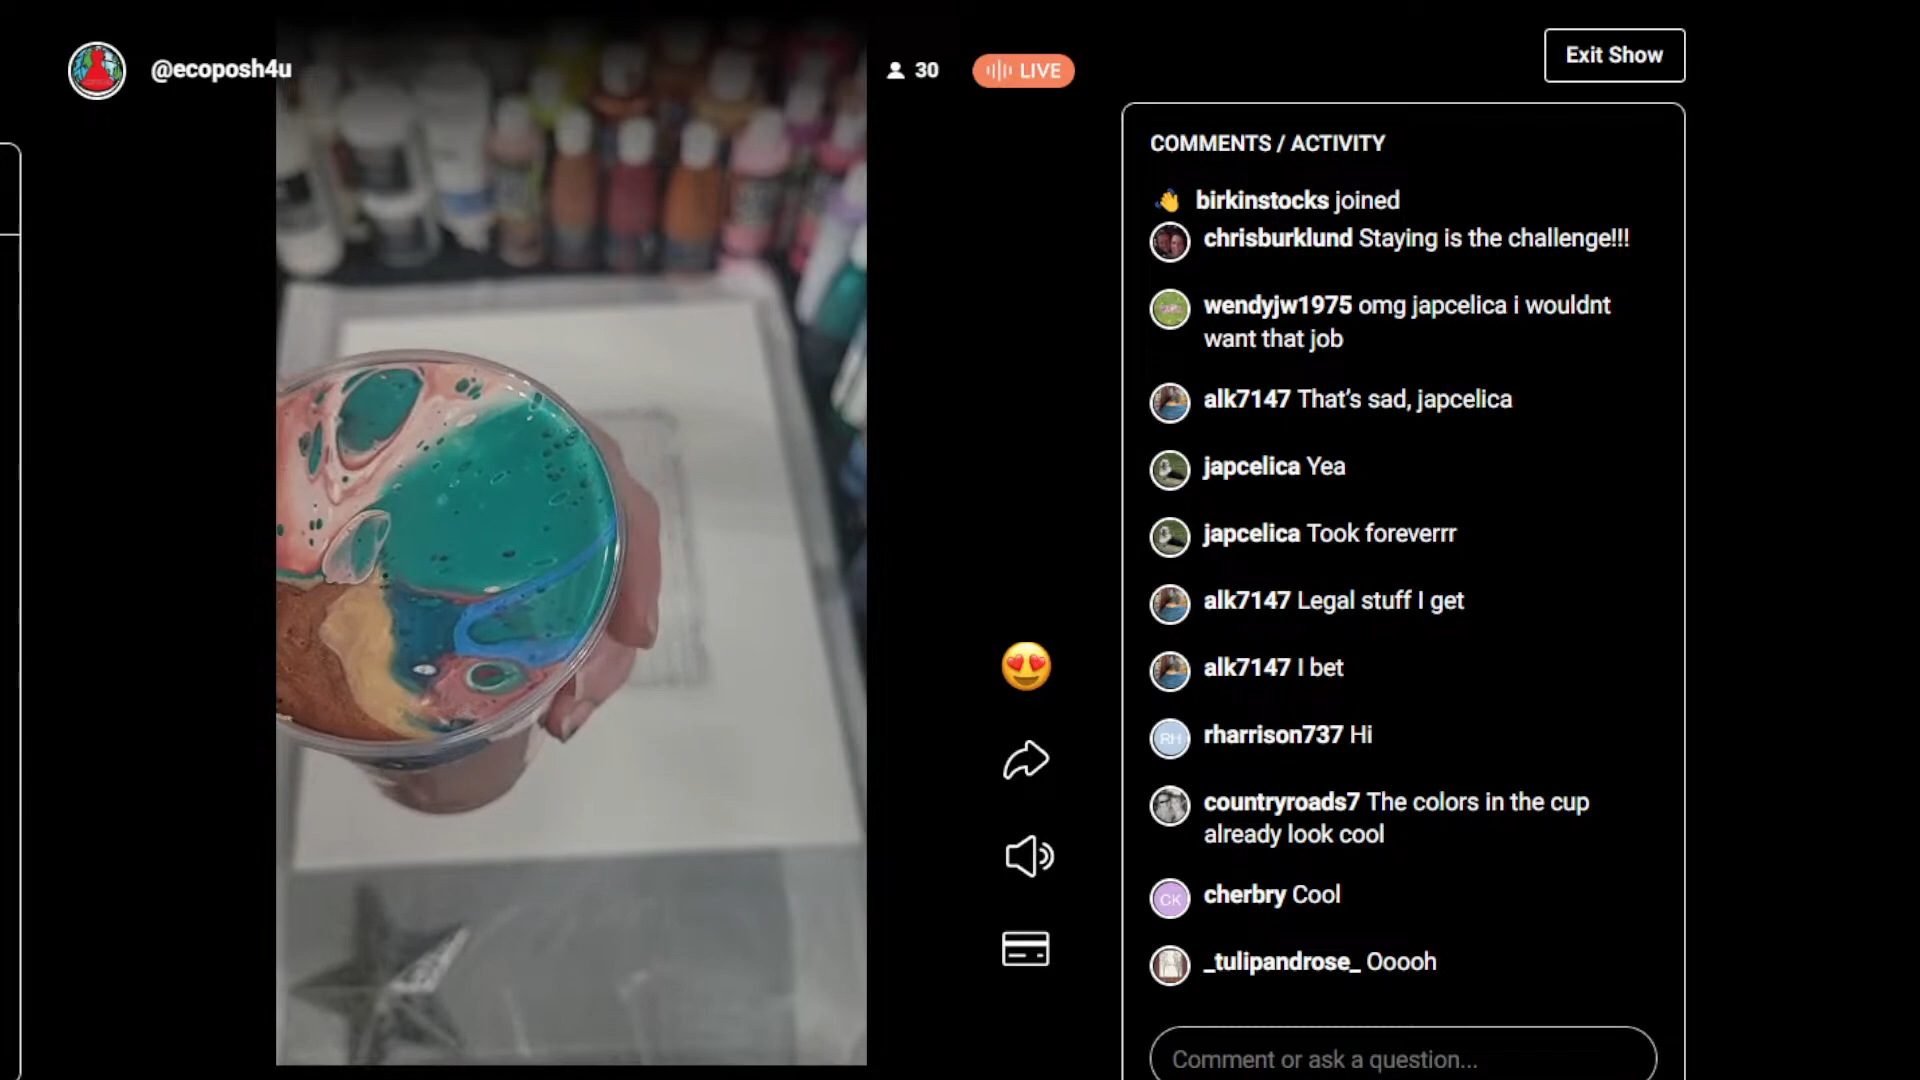 @ecoposh4u
30
LIVE
Exit Show
COMMENTS / ACTIVITY
birkinstocks joined
chrisburklund Staying is the challenge!!!
wendyjw1975 omg japcelica i wouldnt
want that job
alk7147 That's sad, japcelica
japcelica Yea
japcelica Took foreverrr
alk7147 Legal stuff I get
alk7147 I bet
RH
rharrison737 Hi
countryroads7 The colors in the cup
already look cool
CK
cherbry Cool
_tulipandrose_ Ooooh
Comment or ask a question...